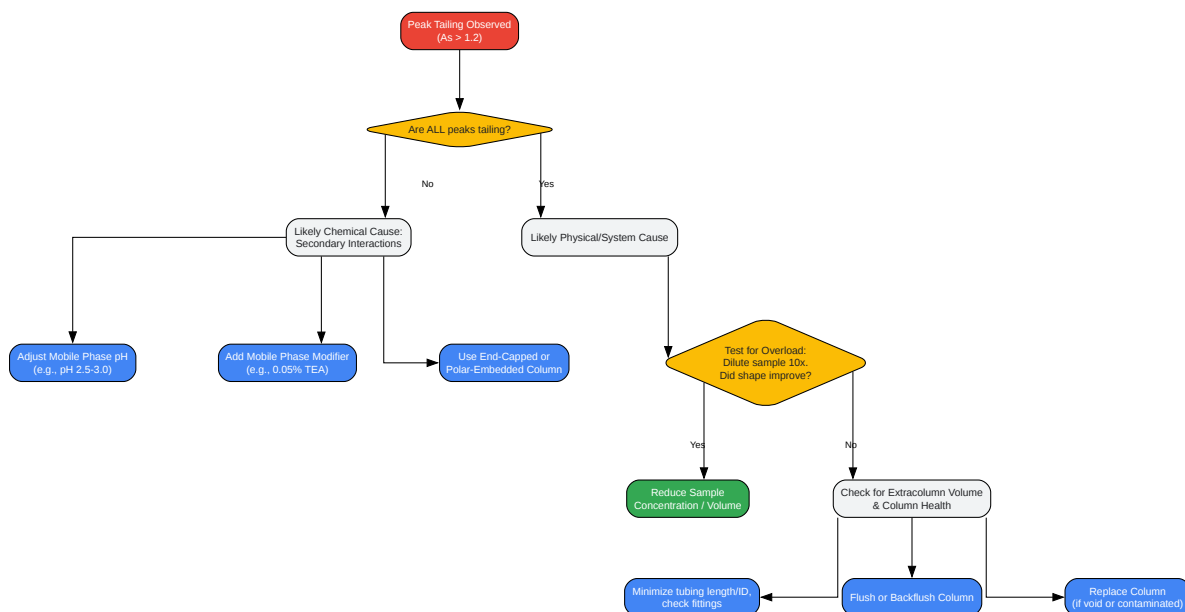 Peak Tailing Observed
(As > 1.2)
Are ALL peaks tailing?
No
Yes
Likely Chemical Cause:
Secondary Interactions
Likely Physical/System Cause
Adjust Mobile Phase pH
(e.g., pH 2.5-3.0)
Add Mobile Phase Modifier
(e.g., 0.05% TEA)
Use End-Capped or
Polar-Embedded Column
Test for Overload:
Dilute sample 10x.
Did shape improve?
Yes
No
Reduce Sample
Concentration / Volume
Check for Extracolumn Volume
& Column Health
Minimize tubing length/ID,
check fittings
Flush or Backflush Column
Replace Column
(if void or contaminated)